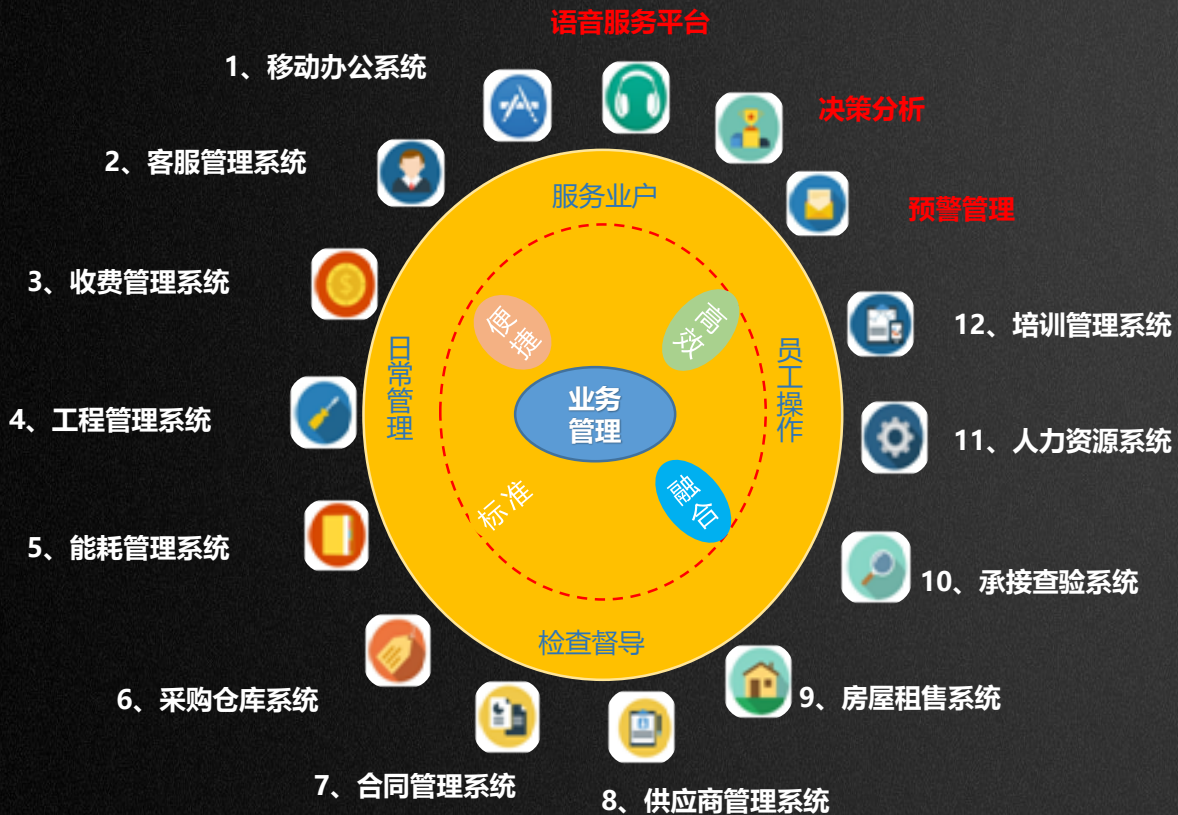 语音服务平台
1、移动办公系统
决策分析
2、客服管理系统
服务业户
预警管理
3、收费管理系统
便捷
高效
12、培训管理系统
日常管理
员工操作
业务
管理
4、工程管理系统
11、人力资源系统
标准
融合
5、能耗管理系统
10、承接查验系统
检查督导
6、采购仓库系统
9、房屋租售系统
7、合同管理系统
8、供应商管理系统